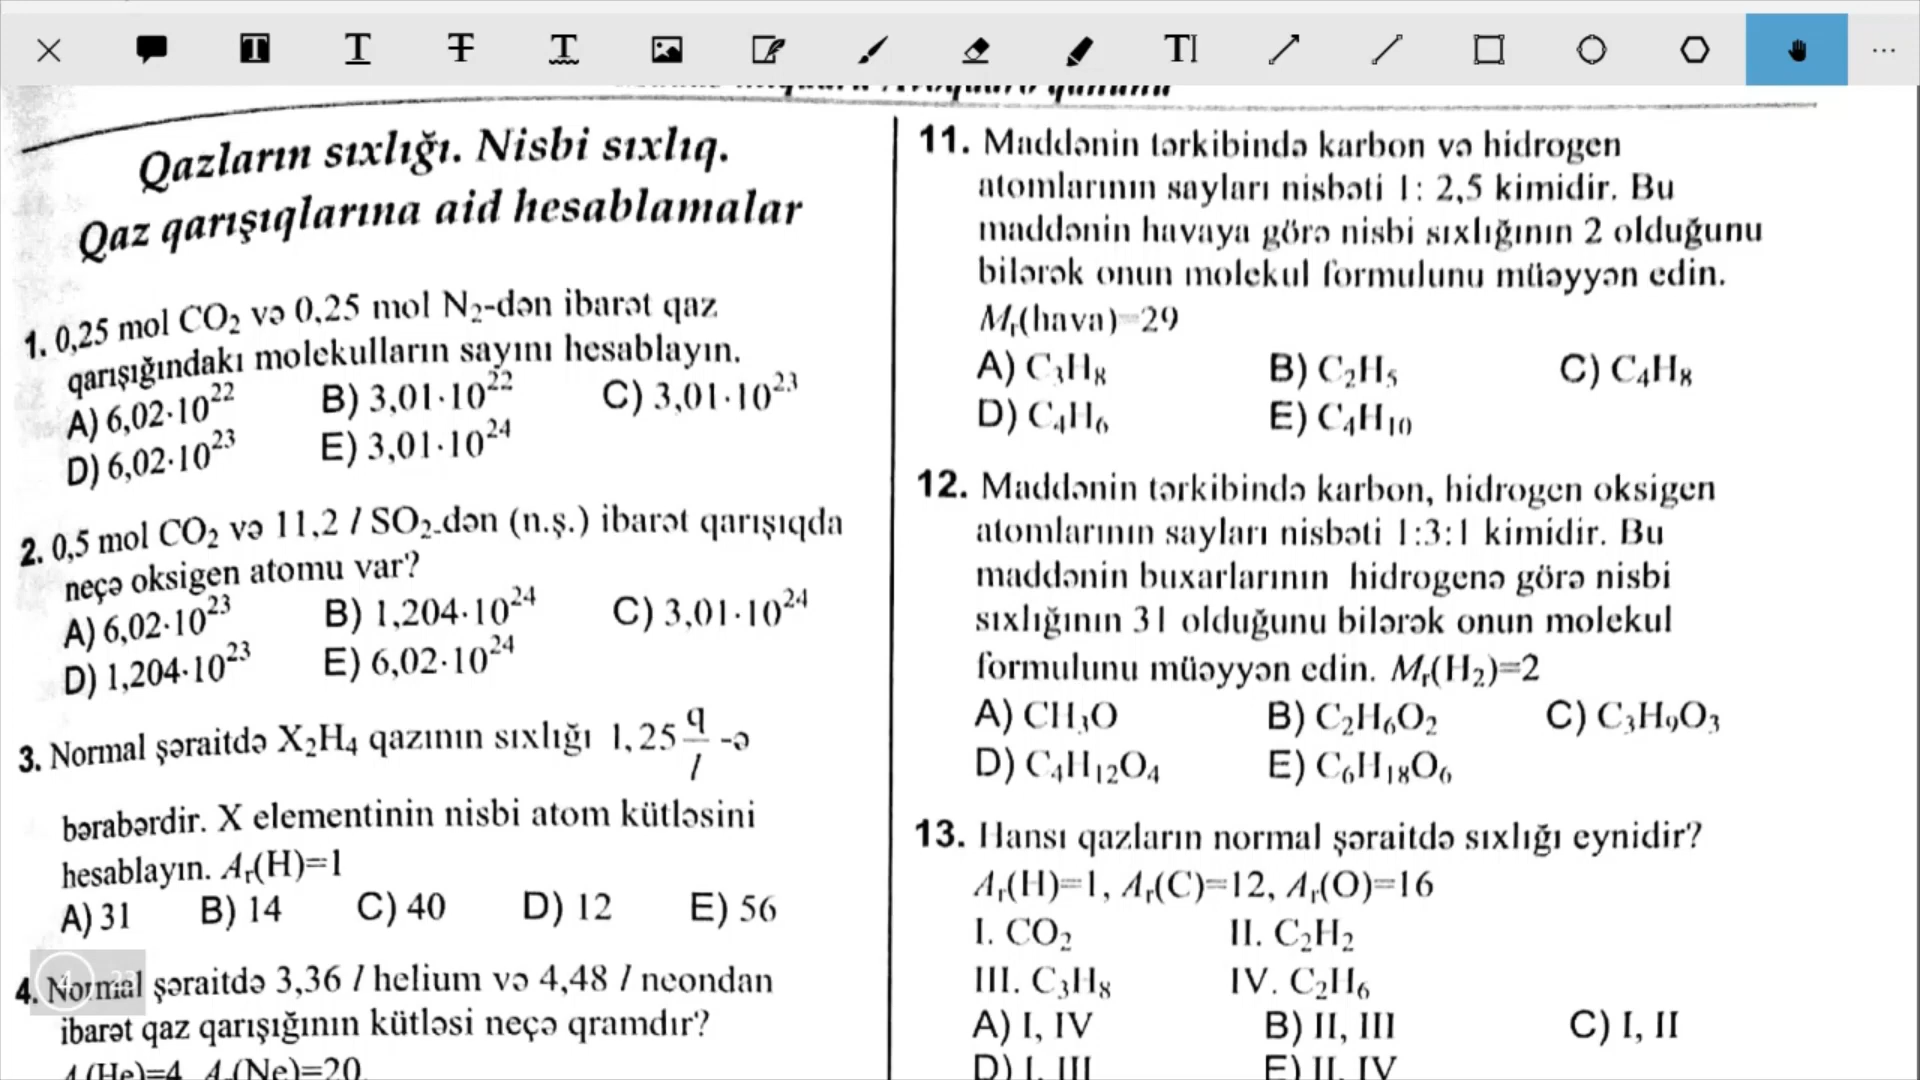 Qazların sıxlığı. Nisbi sıxlıq.
Qaz qarışıqlarına aid hesablamalar
1. 0,25 mol CO₂ və 0,25 mol N₂-dən ibarət qaz
qarışığındakı molekulların sayını hesablayın.
A) 6,02·10²² B) 3,01·10²² C) 3,01·10²³
D) 6,02·10²³ E) 3,01·10²⁴
2. 0,5 mol CO₂ və 11,2 l SO₂-dən (n.ş.) ibarət qarışıqda
neçə oksigen atomu var?
A) 6,02·10²³ B) 1,204·10²⁴ C) 3,01·10²⁴
D) 1,204·10²³ E) 6,02·10²⁴
3. Normal şəraitdə X₂H₄ qazının sıxlığı 1,25 q/l -ə
bərabərdir. X elementinin nisbi atom kütləsini
hesablayın. Aᵣ(H)=1
A) 31 B) 14 C) 40 D) 12 E) 56
4. Normal şəraitdə 3,36 l helium və 4,48 l neondan
ibarət qaz qarışığının kütləsi neçə qramdır?
Aᵣ(He)=4, Aᵣ(Ne)=20
11. Maddənin tərkibində karbon və hidrogen
atomlarının sayları nisbəti 1: 2,5 kimidir. Bu
maddənin havaya görə nisbi sıxlığının 2 olduğunu
bilərək onun molekul formulunu müəyyən edin.
Mᵣ(hava)=29
A) C₃H₈ B) C₂H₅ C) C₄H₈
D) C₄H₆ E) C₄H₁₀
12. Maddənin tərkibində karbon, hidrogen oksigen
atomlarının sayları nisbəti 1:3:1 kimidir. Bu
maddənin buxarlarının hidrogenə görə nisbi
sıxlığının 31 olduğunu bilərək onun molekul
formulunu müəyyən edin. Mᵣ(H₂)=2
A) CH₃O B) C₂H₆O₂ C) C₃H₉O₃
D) C₄H₁₂O₄ E) C₆H₁₈O₆
13. Hansı qazların normal şəraitdə sıxlığı eynidir?
Aᵣ(H)=1, Aᵣ(C)=12, Aᵣ(O)=16
I. CO₂ II. C₂H₂
III. C₃H₈ IV. C₂H₆
A) I, IV B) II, III C) I, II
D) I, III E) II, IV